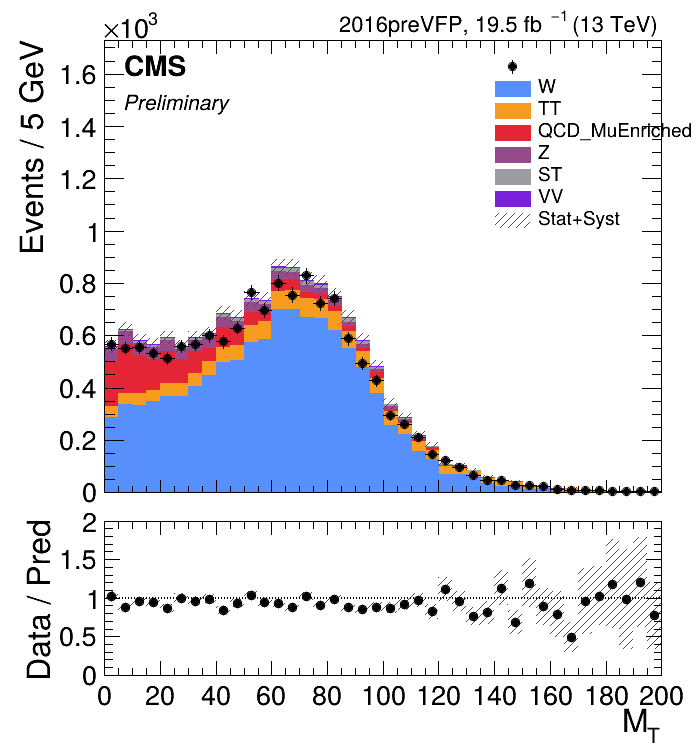 ×10³
2016preVFP, 19.5 fb⁻¹ (13 TeV)
Events / 5 GeV
CMS
Preliminary
W
TT
QCD_MuEnriched
Z
ST
VV
Stat+Syst
1.6
1.4
1.2
1
0.8
0.6
0.4
0.2
0
Data / Pred
2
1.5
1
0.5
0
0 20 40 60 80 100 120 140 160 180 200
M_T